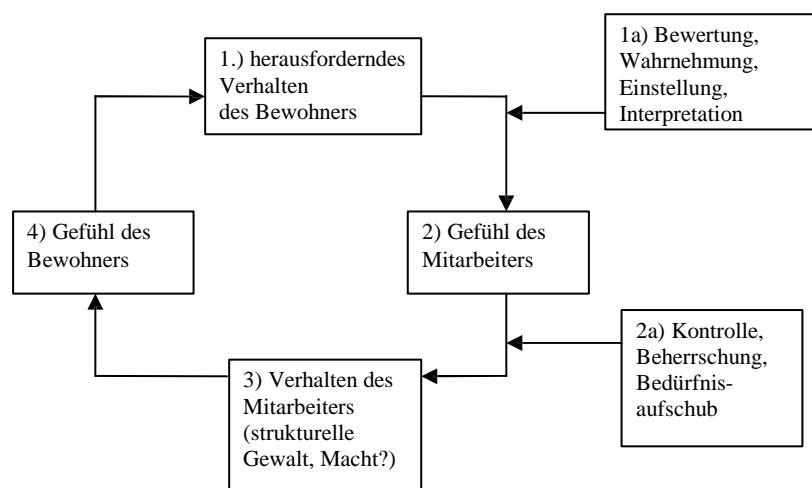 1.) herausforderndes
Verhalten
des Bewohners
1a) Bewertung,
Wahrnehmung,
Einstellung,
Interpretation
2) Gefühl des
Mitarbeiters
2a) Kontrolle,
Beherrschung,
Bedürfnis-
aufschub
3) Verhalten des
Mitarbeiters
(strukturelle
Gewalt, Macht?)
4) Gefühl des
Bewohners